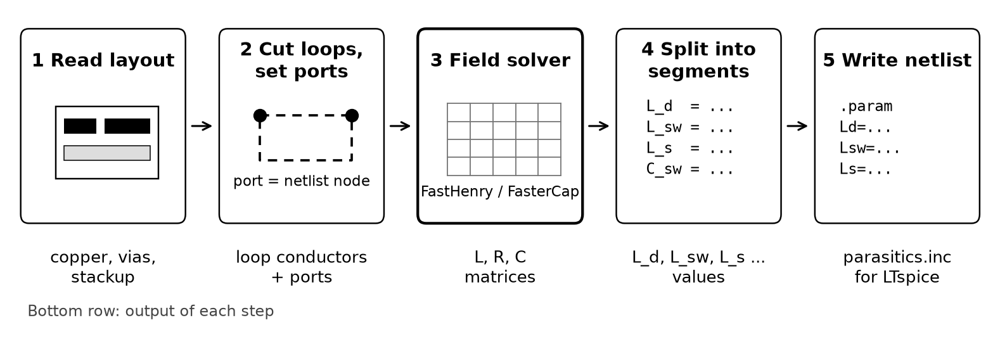 1 Read layout
2 Cut loops,
set ports
port = netlist node
3 Field solver
FastHenry / FasterCap
4 Split into
segments
L_d  = ...
L_sw = ...
L_s  = ...
C_sw = ...
5 Write netlist
.param
Ld=...
Lsw=...
Ls=...
copper, vias,
stackup
loop conductors
+ ports
L, R, C
matrices
L_d, L_sw, L_s ...
values
parasitics.inc
for LTspice
Bottom row: output of each step